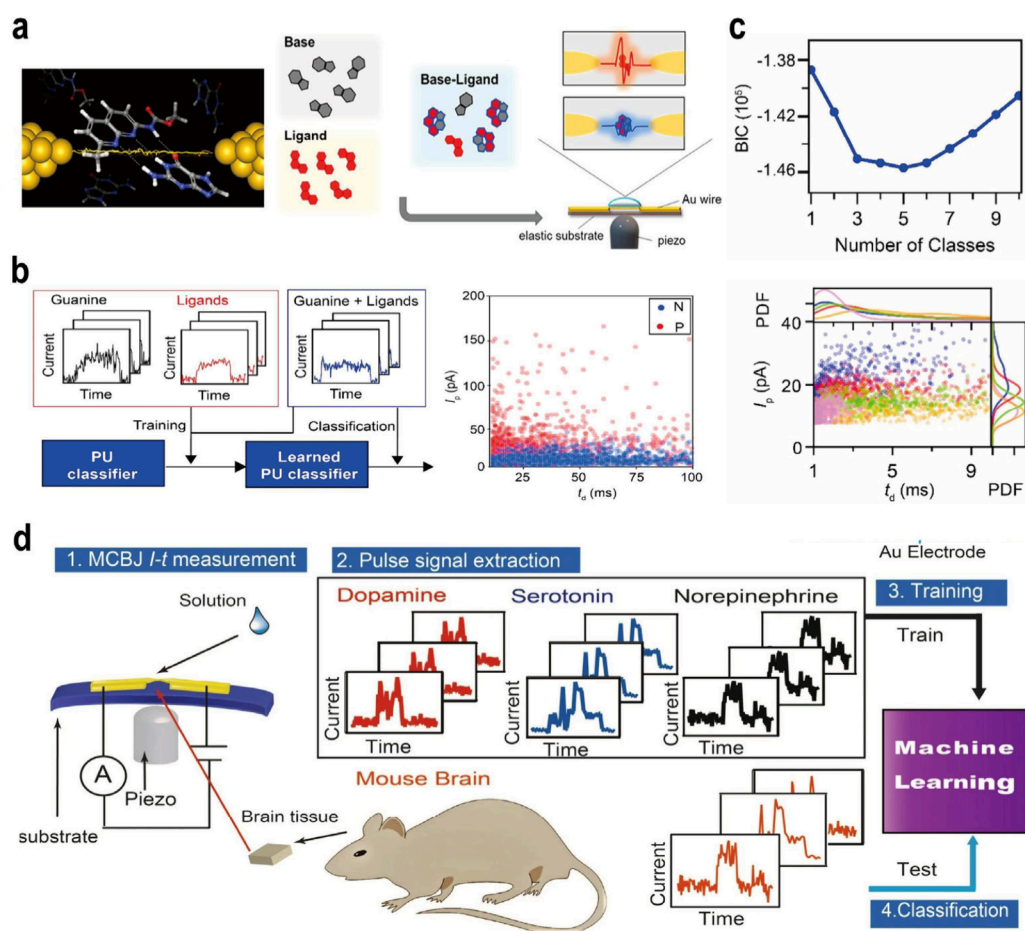 a
Base
Ligand
Base-Ligand
Au wire
elastic substrate
piezo
c
-1.38
-1.42
-1.46
BIC (10⁵)
1 3 5 7 9
Number of Classes
b
Guanine
Ligands
Guanine + Ligands
Current
Time
Current
Time
Current
Time
Training
Classification
PU
classifier
Learned
PU classifier
N
P
200
150
100
50
0
Ip (pA)
25 50 75 100
td (ms)
PDF
40
20
0
Ip (pA)
1 5 9
td (ms)
PDF
d
1. MCBJ I-t measurement
Solution
A
Piezo
substrate
Brain tissue
2. Pulse signal extraction
Dopamine
Serotonin
Norepinephrine
Current
Time
Current
Time
Current
Time
Mouse Brain
Current
Time
Au Electrode
3. Training
Train
Machine
Learning
Test
4.Classification